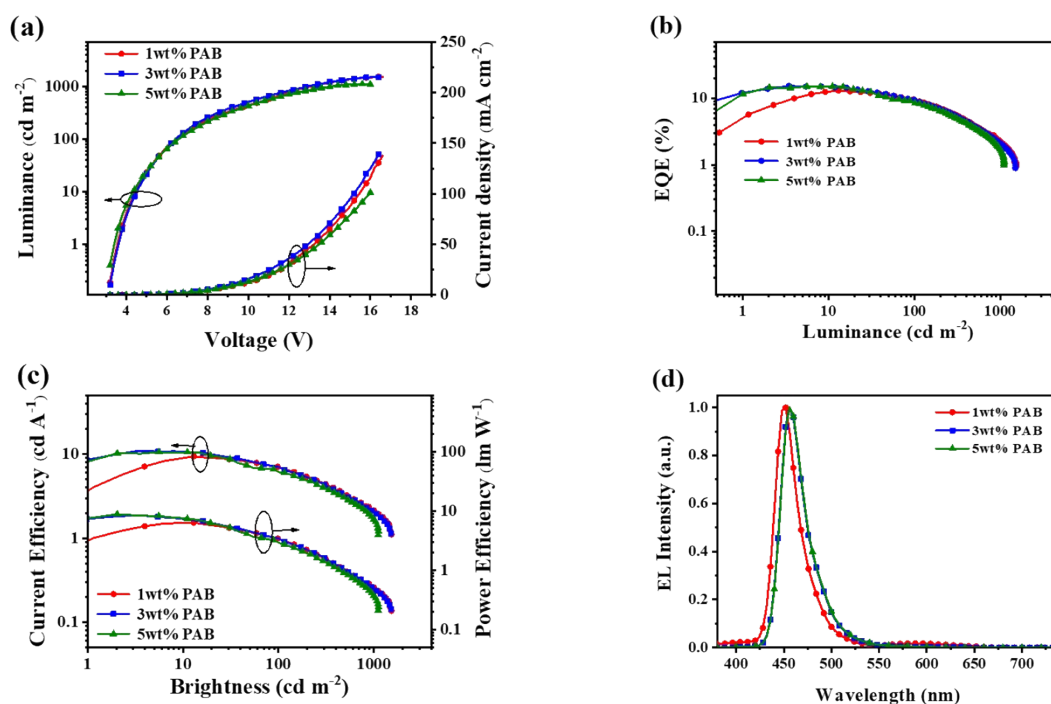 (a)
1wt% PAB
3wt% PAB
5wt% PAB
Luminance (cd m-2)
1000
100
10
1
250
200
150
100
50
0
Current density (mA cm-2)
4 6 8 10 12 14 16
Voltage (V)
(b)
EQE (%)
10
1
0.1
1wt% PAB
3wt% PAB
5wt% PAB
1 10 100 1000
Luminance (cd m-2)
(c)
Current Efficiency (cd A-1)
10
1
0.1
100
10
1
0.1
Power Efficiency (lm W-1)
1wt% PAB
3wt% PAB
5wt% PAB
1 10 100 1000
Brightness (cd m-2)
(d)
EL Intensity (a.u.)
1.0
0.8
0.6
0.4
0.2
0.0
1wt% PAB
3wt% PAB
5wt% PAB
400 450 500 550 600 650 700
Wavelength (nm)